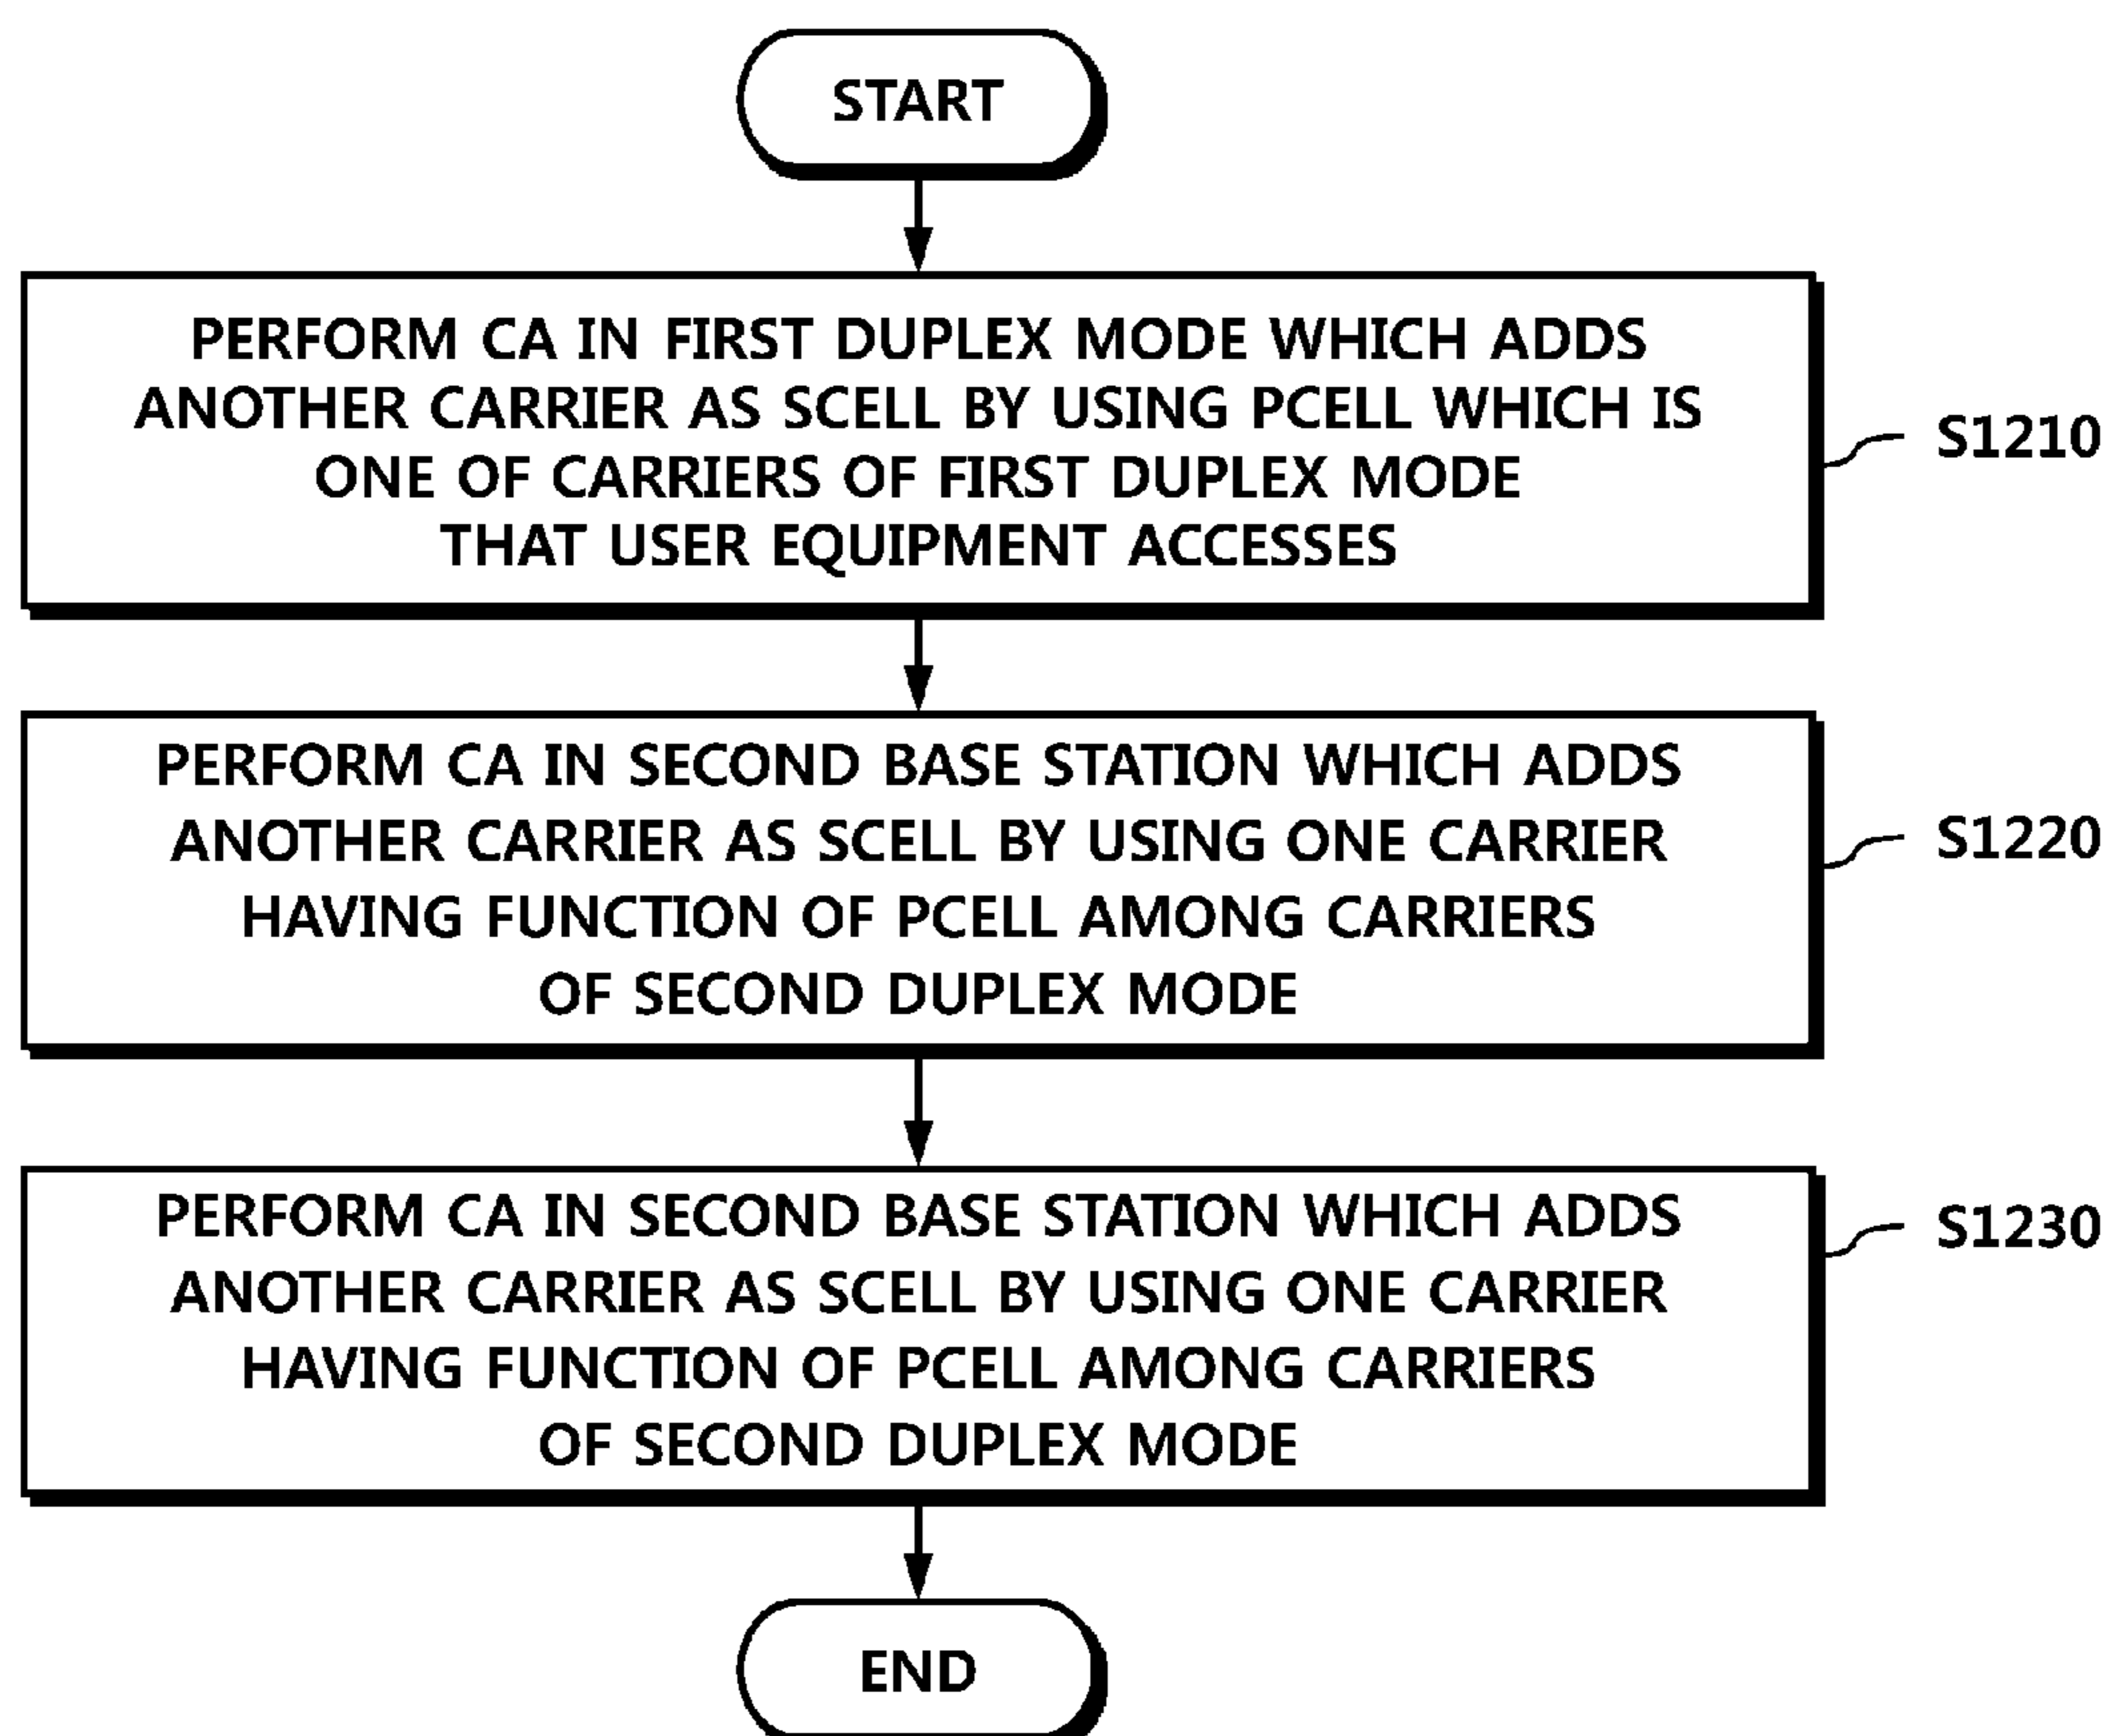 START
PERFORM CA IN FIRST DUPLEX MODE WHICH ADDS
ANOTHER CARRIER AS SCELL BY USING PCELL WHICH IS
ONE OF CARRIERS OF FIRST DUPLEX MODE
THAT USER EQUIPMENT ACCESSES
S1210
PERFORM CA IN SECOND BASE STATION WHICH ADDS
ANOTHER CARRIER AS SCELL BY USING ONE CARRIER
HAVING FUNCTION OF PCELL AMONG CARRIERS
OF SECOND DUPLEX MODE
S1220
PERFORM CA IN SECOND BASE STATION WHICH ADDS
ANOTHER CARRIER AS SCELL BY USING ONE CARRIER
HAVING FUNCTION OF PCELL AMONG CARRIERS
OF SECOND DUPLEX MODE
S1230
END